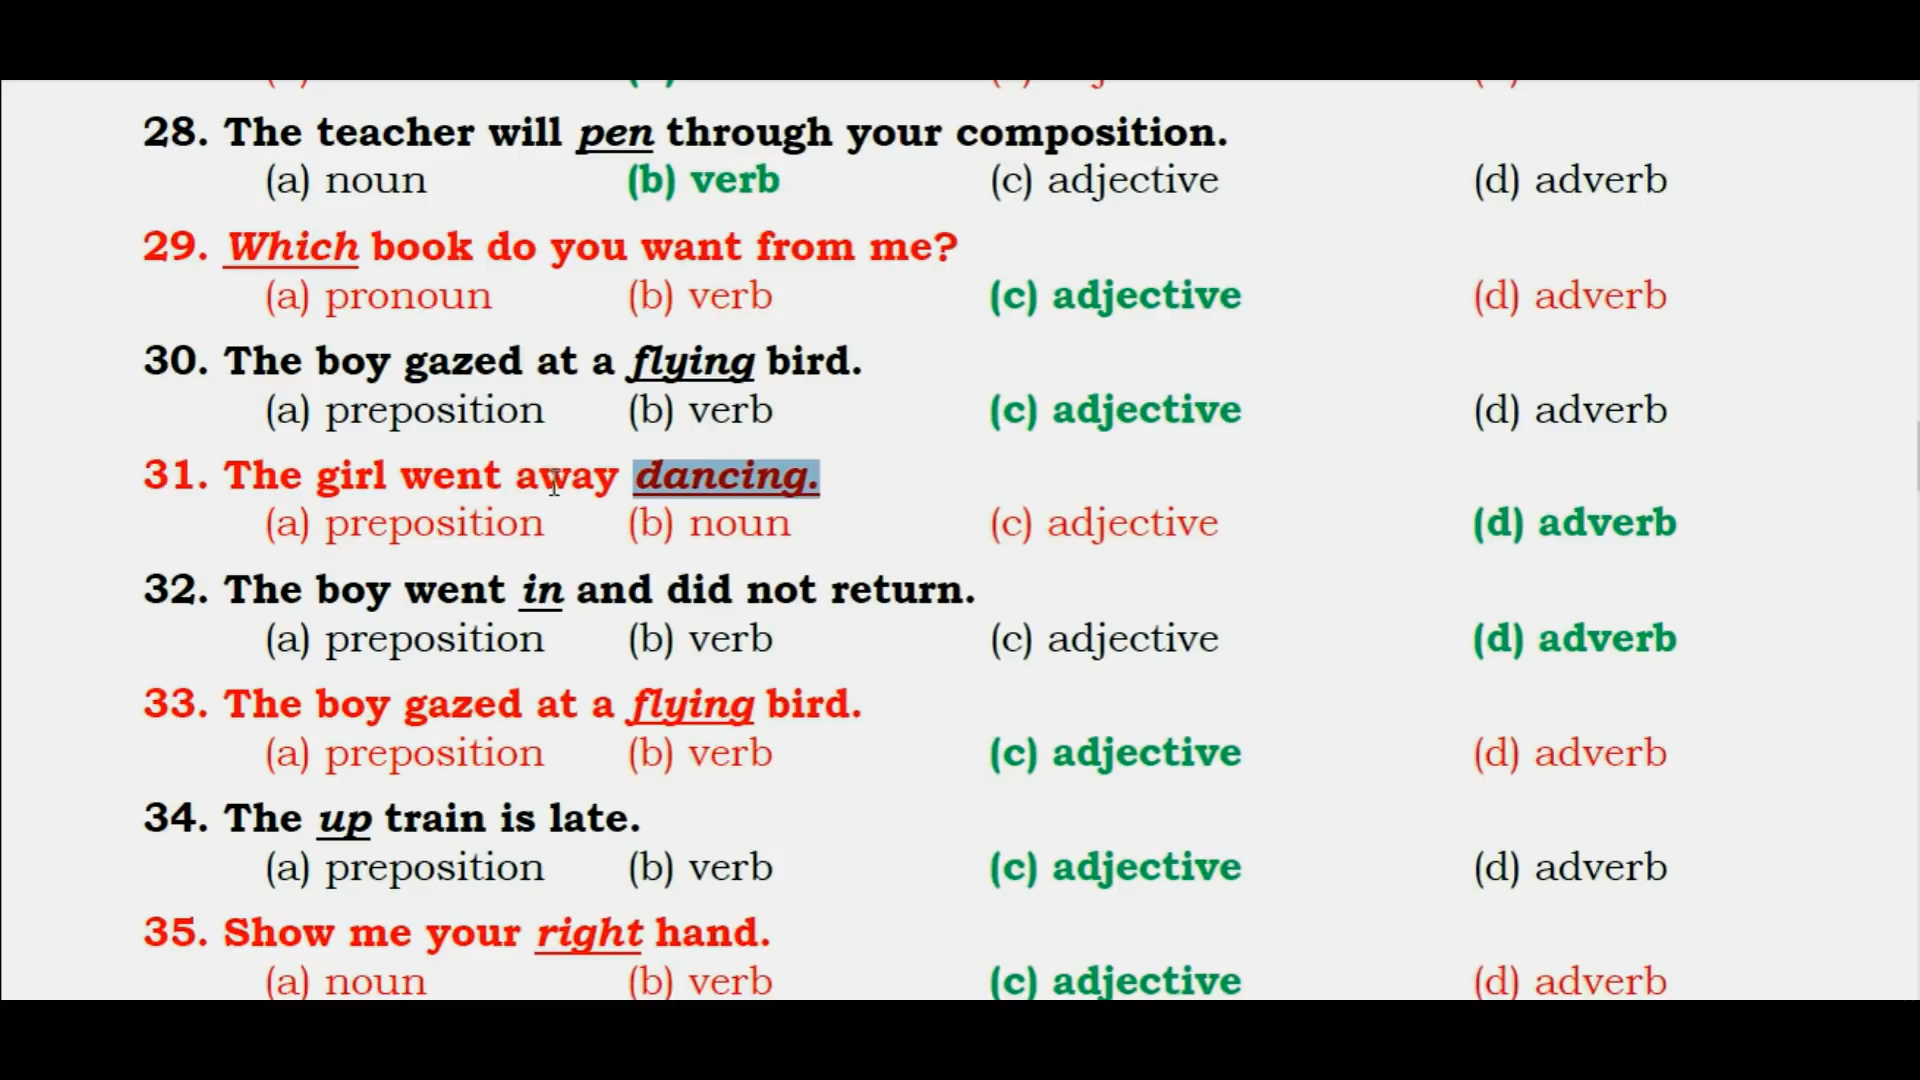 28. The teacher will pen through your composition.
(a) noun (b) verb (c) adjective (d) adverb
29. Which book do you want from me?
(a) pronoun (b) verb (c) adjective (d) adverb
30. The boy gazed at a flying bird.
(a) preposition (b) verb (c) adjective (d) adverb
31. The girl went away dancing.
(a) preposition (b) noun (c) adjective (d) adverb
32. The boy went in and did not return.
(a) preposition (b) verb (c) adjective (d) adverb
33. The boy gazed at a flying bird.
(a) preposition (b) verb (c) adjective (d) adverb
34. The up train is late.
(a) preposition (b) verb (c) adjective (d) adverb
35. Show me your right hand.
(a) noun (b) verb (c) adjective (d) adverb